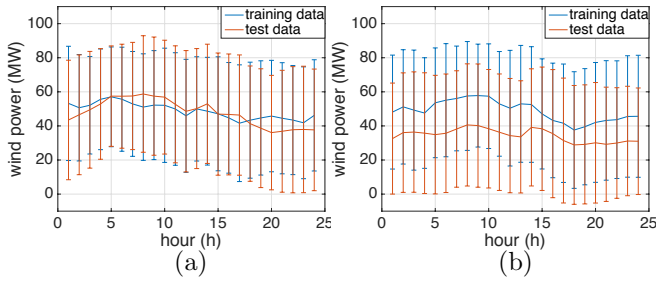 training data
test data
100
80
60
40
20
0
wind power (MW)
0 5 10 15 20 25
hour (h)
(a)
training data
test data
100
80
60
40
20
0
wind power (MW)
0 5 10 15 20 25
hour (h)
(b)